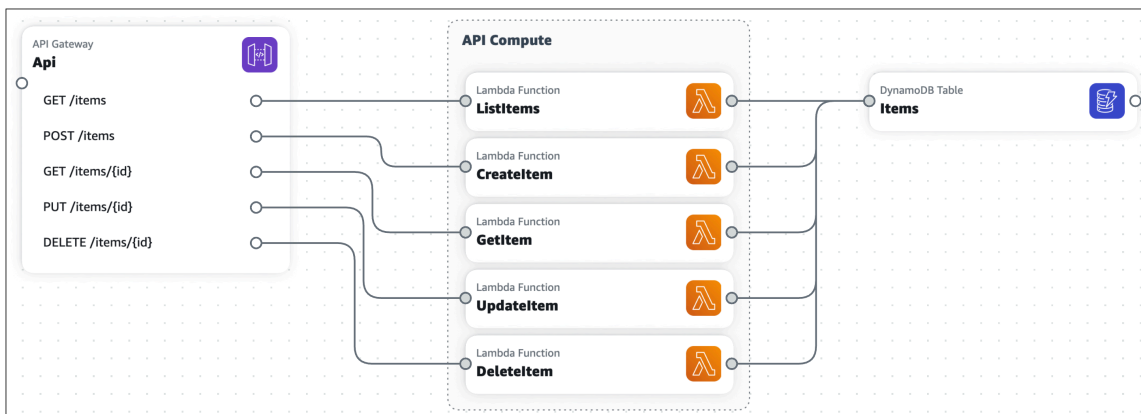 API Gateway
Api
GET /items
POST /items
GET /items/{id}
PUT /items/{id}
DELETE /items/{id}
API Compute
Lambda Function
ListItems
Lambda Function
CreateItem
Lambda Function
GetItem
Lambda Function
UpdateItem
Lambda Function
DeleteItem
DynamoDB Table
Items